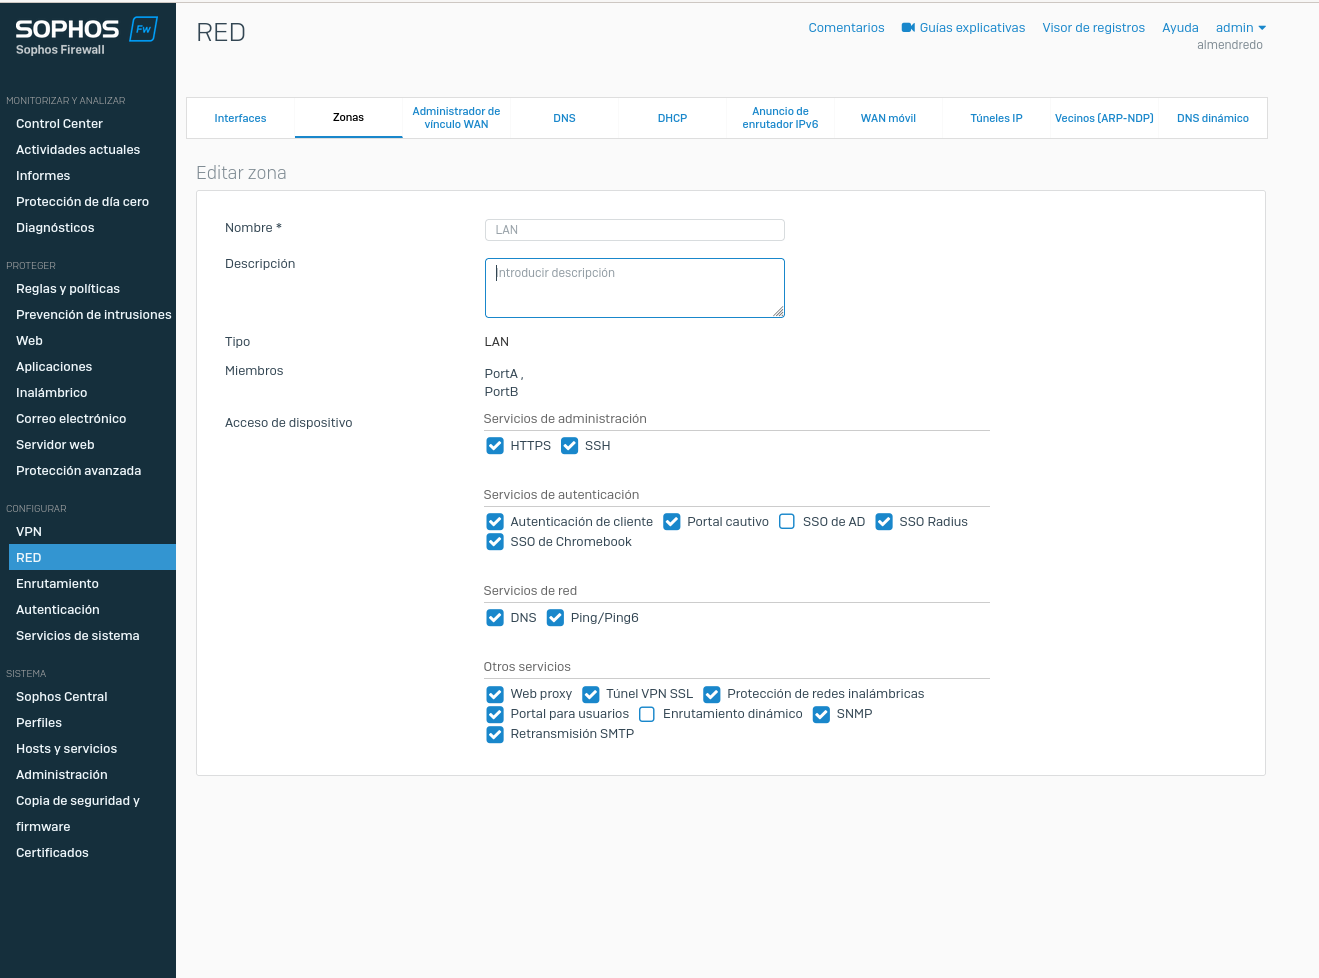 SOPHOS Fw
Sophos Firewall
MONITORIZAR Y ANALIZAR
Control Center
Actividades actuales
Informes
Protección de día cero
Diagnósticos
PROTEGER
Reglas y políticas
Prevención de intrusiones
Web
Aplicaciones
Inalámbrico
Correo electrónico
Servidor web
Protección avanzada
CONFIGURAR
VPN
RED
Enrutamiento
Autenticación
Servicios de sistema
SISTEMA
Sophos Central
Perfiles
Hosts y servicios
Administración
Copia de seguridad y
firmware
Certificados
RED
Comentarios Guías explicativas Visor de registros Ayuda admin
almendredo
Interfaces
Zonas
Administrador de
vínculo WAN
DNS
DHCP
Anuncio de
enrutador IPv6
WAN móvil
Túneles IP
Vecinos (ARP-NDP)
DNS dinámico
Editar zona
Nombre * LAN
Descripción Introducir descripción
Tipo LAN
Miembros PortA ,
PortB
Acceso de dispositivo
Servicios de administración
HTTPS SSH
Servicios de autenticación
Autenticación de cliente Portal cautivo SSO de AD SSO Radius
SSO de Chromebook
Servicios de red
DNS Ping/Ping6
Otros servicios
Web proxy Túnel VPN SSL Protección de redes inalámbricas
Portal para usuarios Enrutamiento dinámico SNMP
Retransmisión SMTP